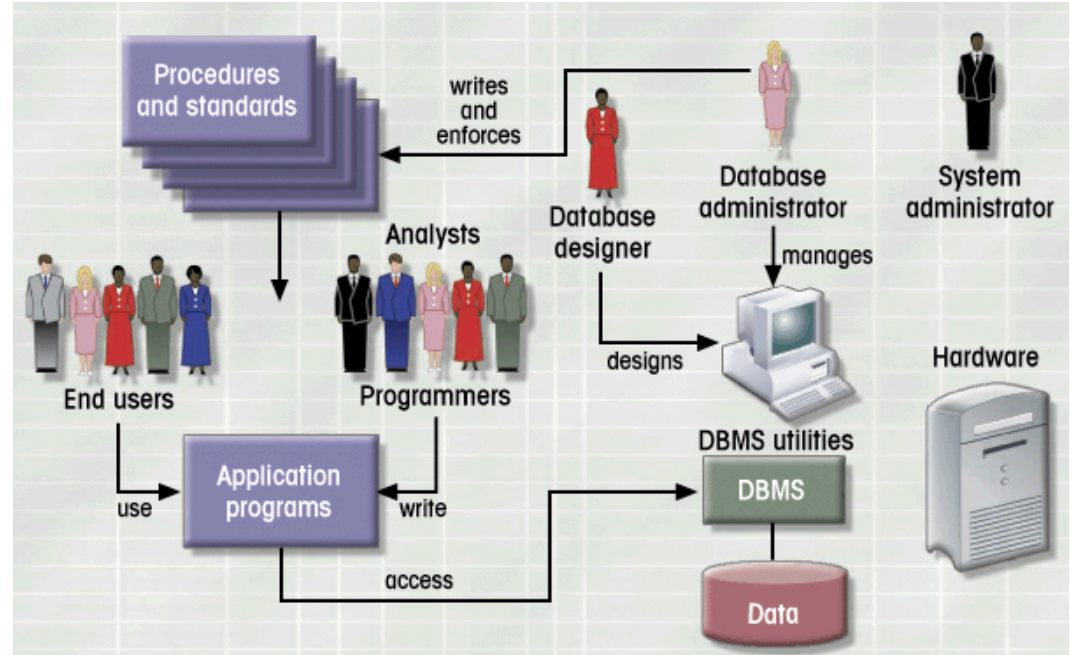 Procedures
and standards
writes
and
enforces
Database
designer
Database
administrator
System
administrator
manages
Analysts
designs
Hardware
End users
Programmers
DBMS utilities
Application
programs
use
write
DBMS
access
Data